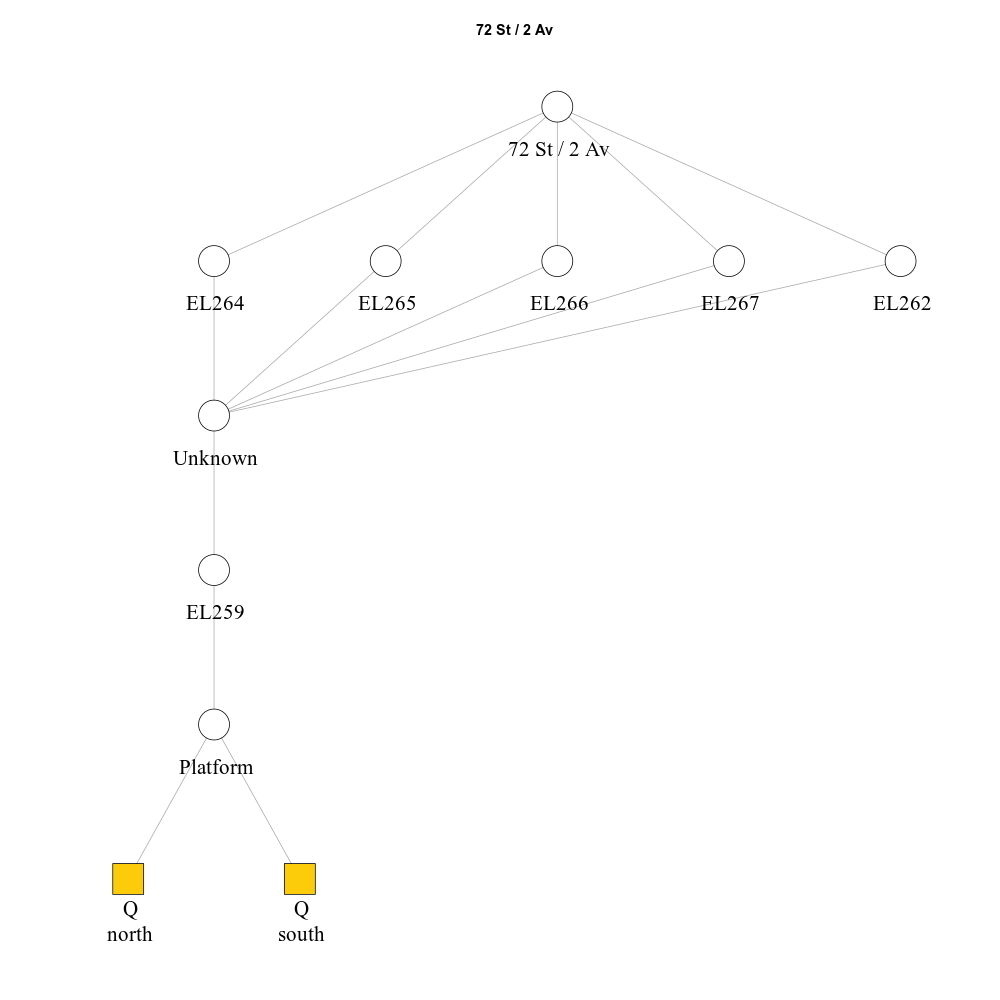 72 St / 2 Av
72 St / 2 Av
EL264
EL265
EL266
EL267
EL262
Unknown
EL259
Platform
Q
north
Q
south